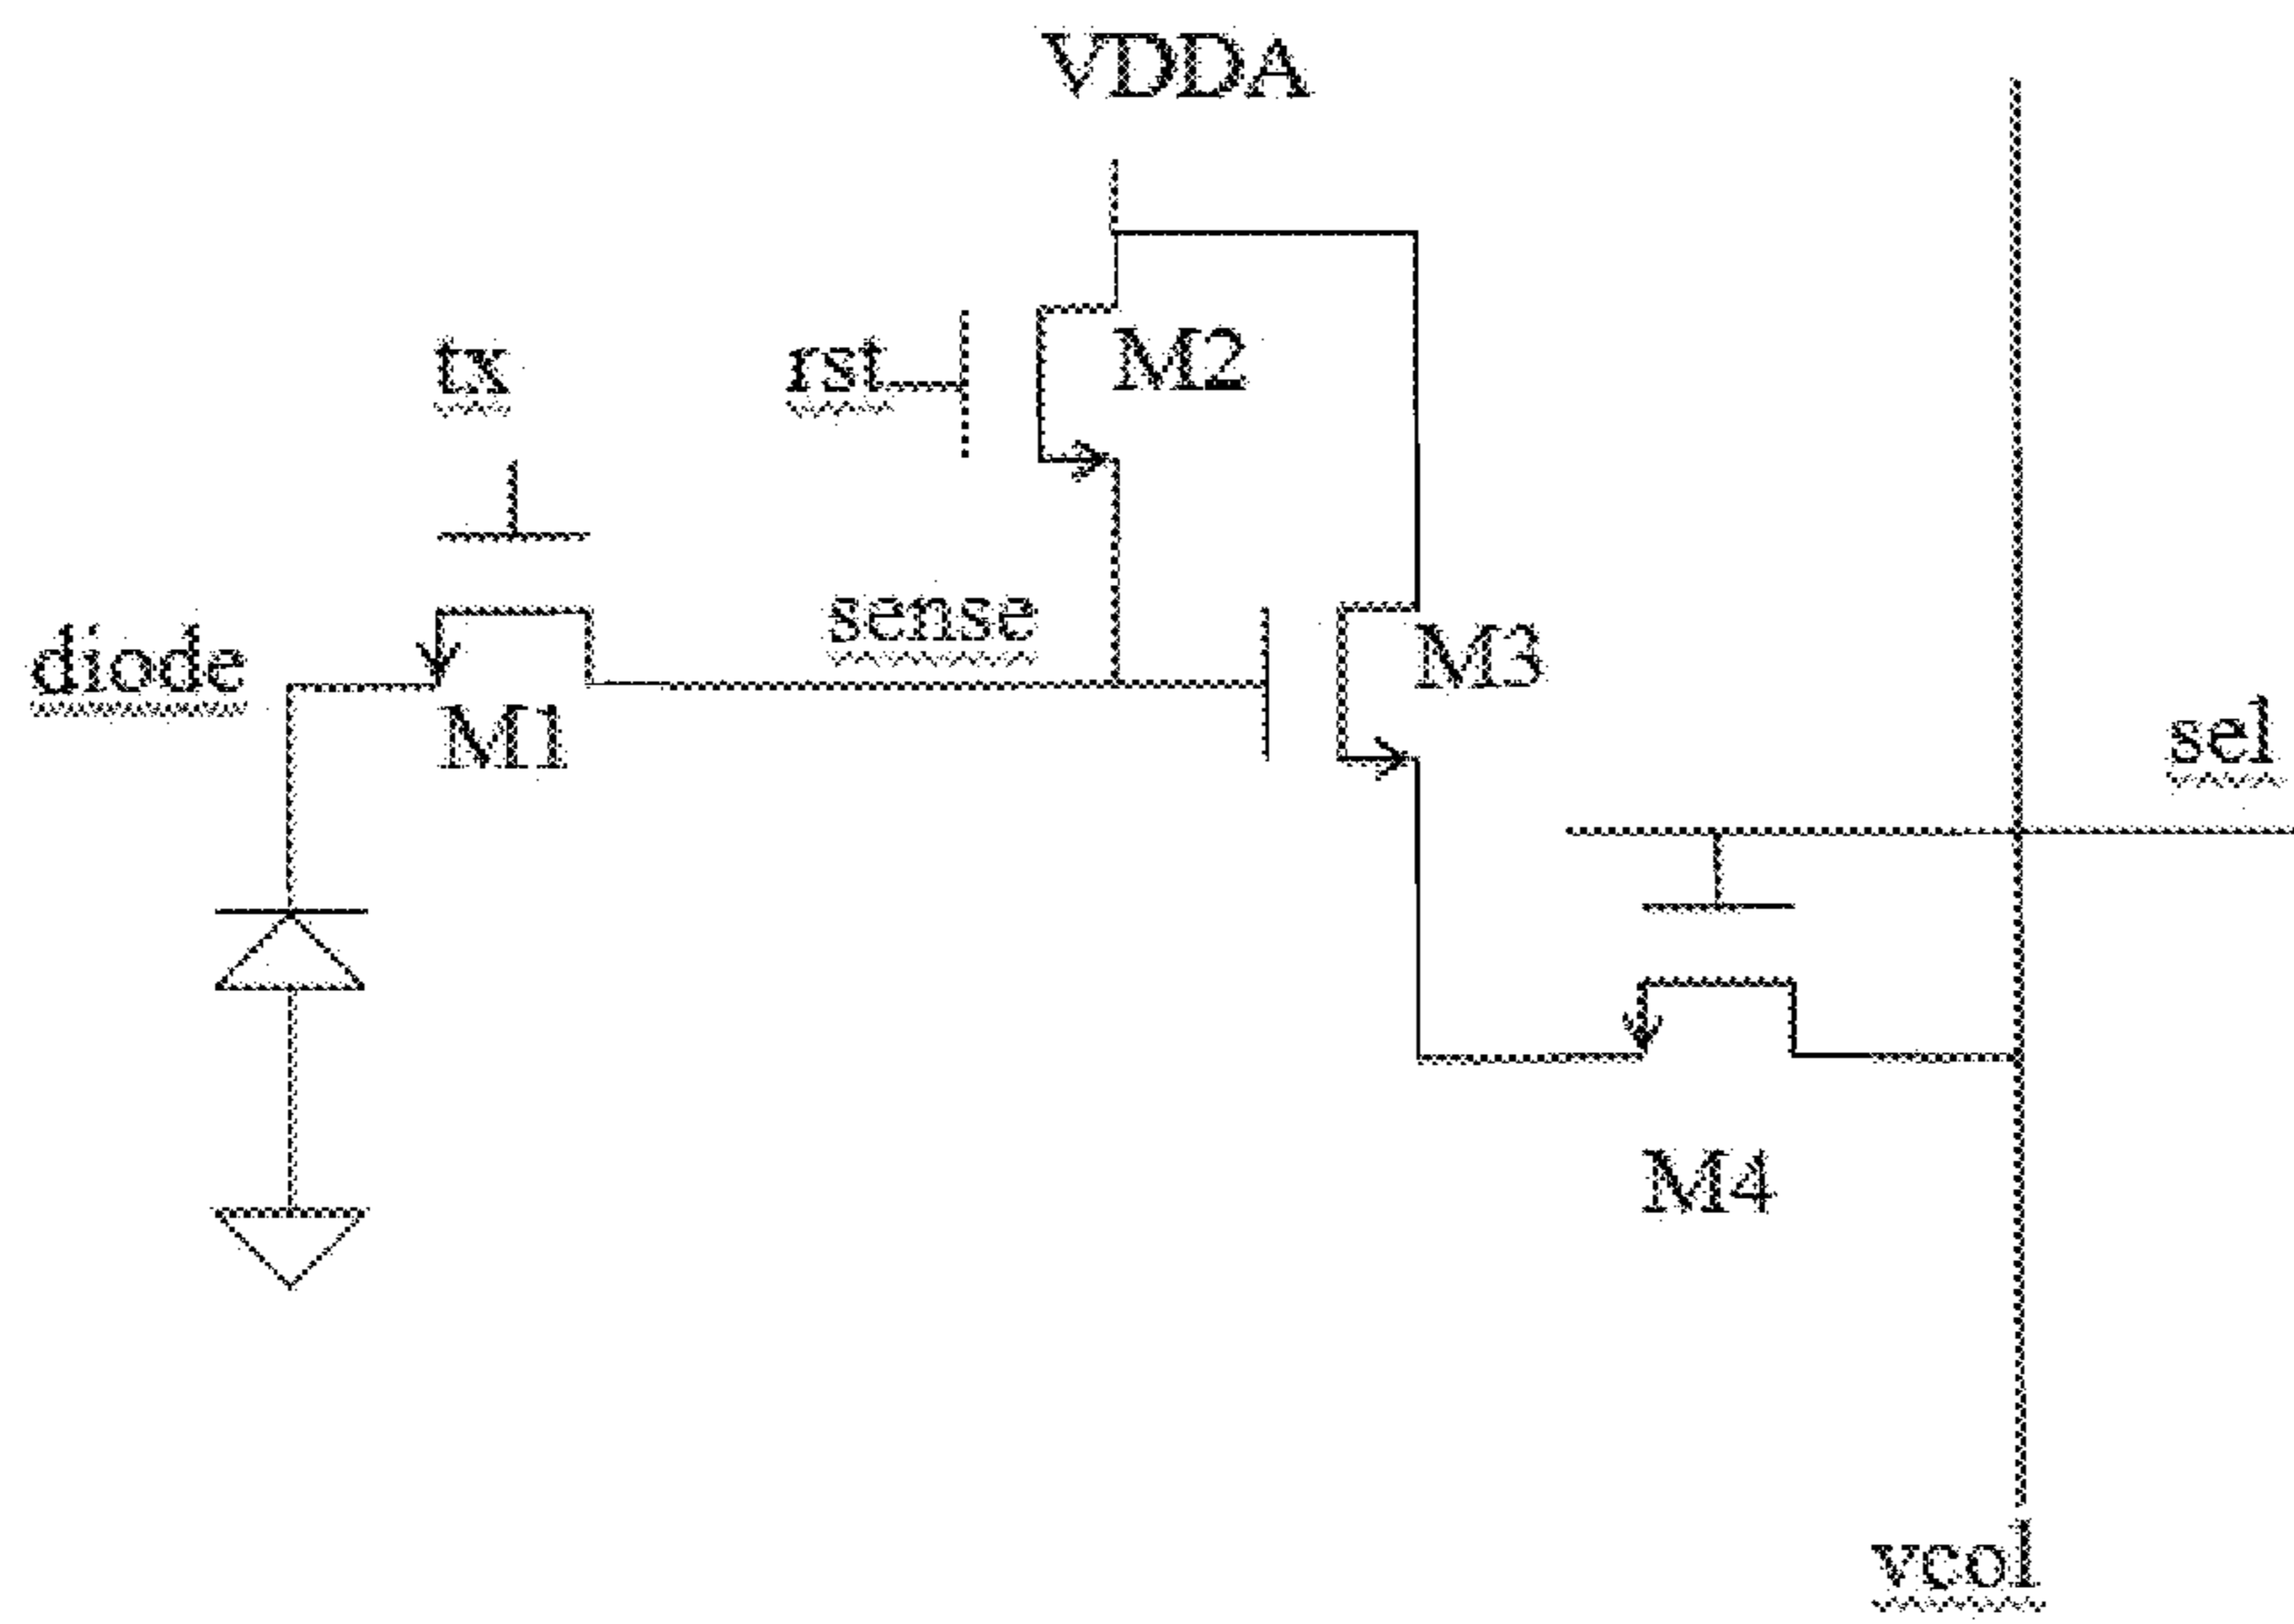 VDDA
tx
rst
M2
sense
diode
M3
M1
sel
M4
vcol